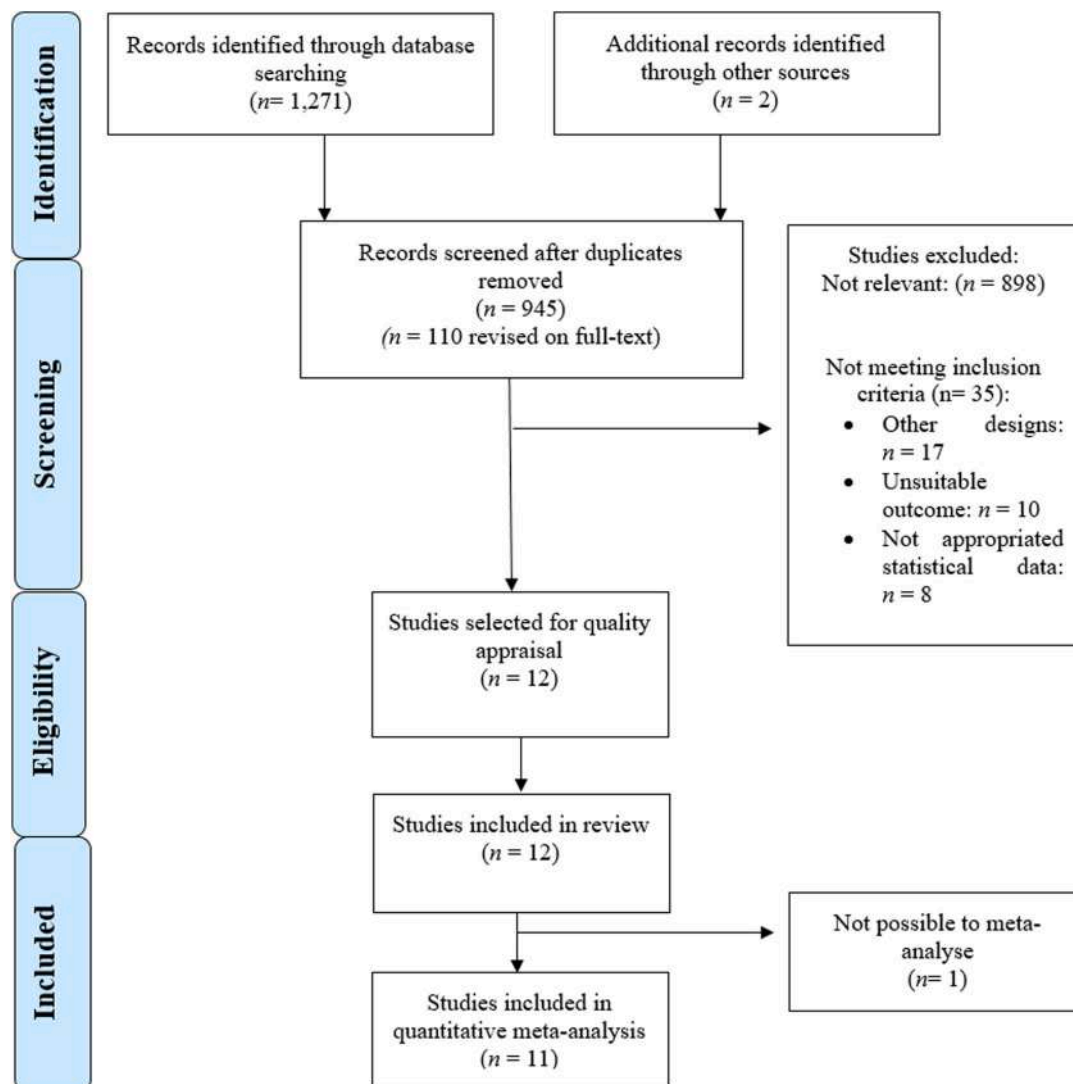 Identification
Records identified through database
searching
(n= 1,271)
Additional records identified
through other sources
(n = 2)
Screening
Records screened after duplicates
removed
(n = 945)
(n = 110 revised on full-text)
Studies excluded:
Not relevant: (n = 898)
Not meeting inclusion
criteria (n= 35):
• Other designs:
n = 17
• Unsuitable
outcome: n = 10
• Not appropriated
statistical data:
n = 8
Eligibility
Studies selected for quality
appraisal
(n = 12)
Studies included in review
(n = 12)
Included
Not possible to meta-
analyse
(n= 1)
Studies included in
quantitative meta-analysis
(n = 11)